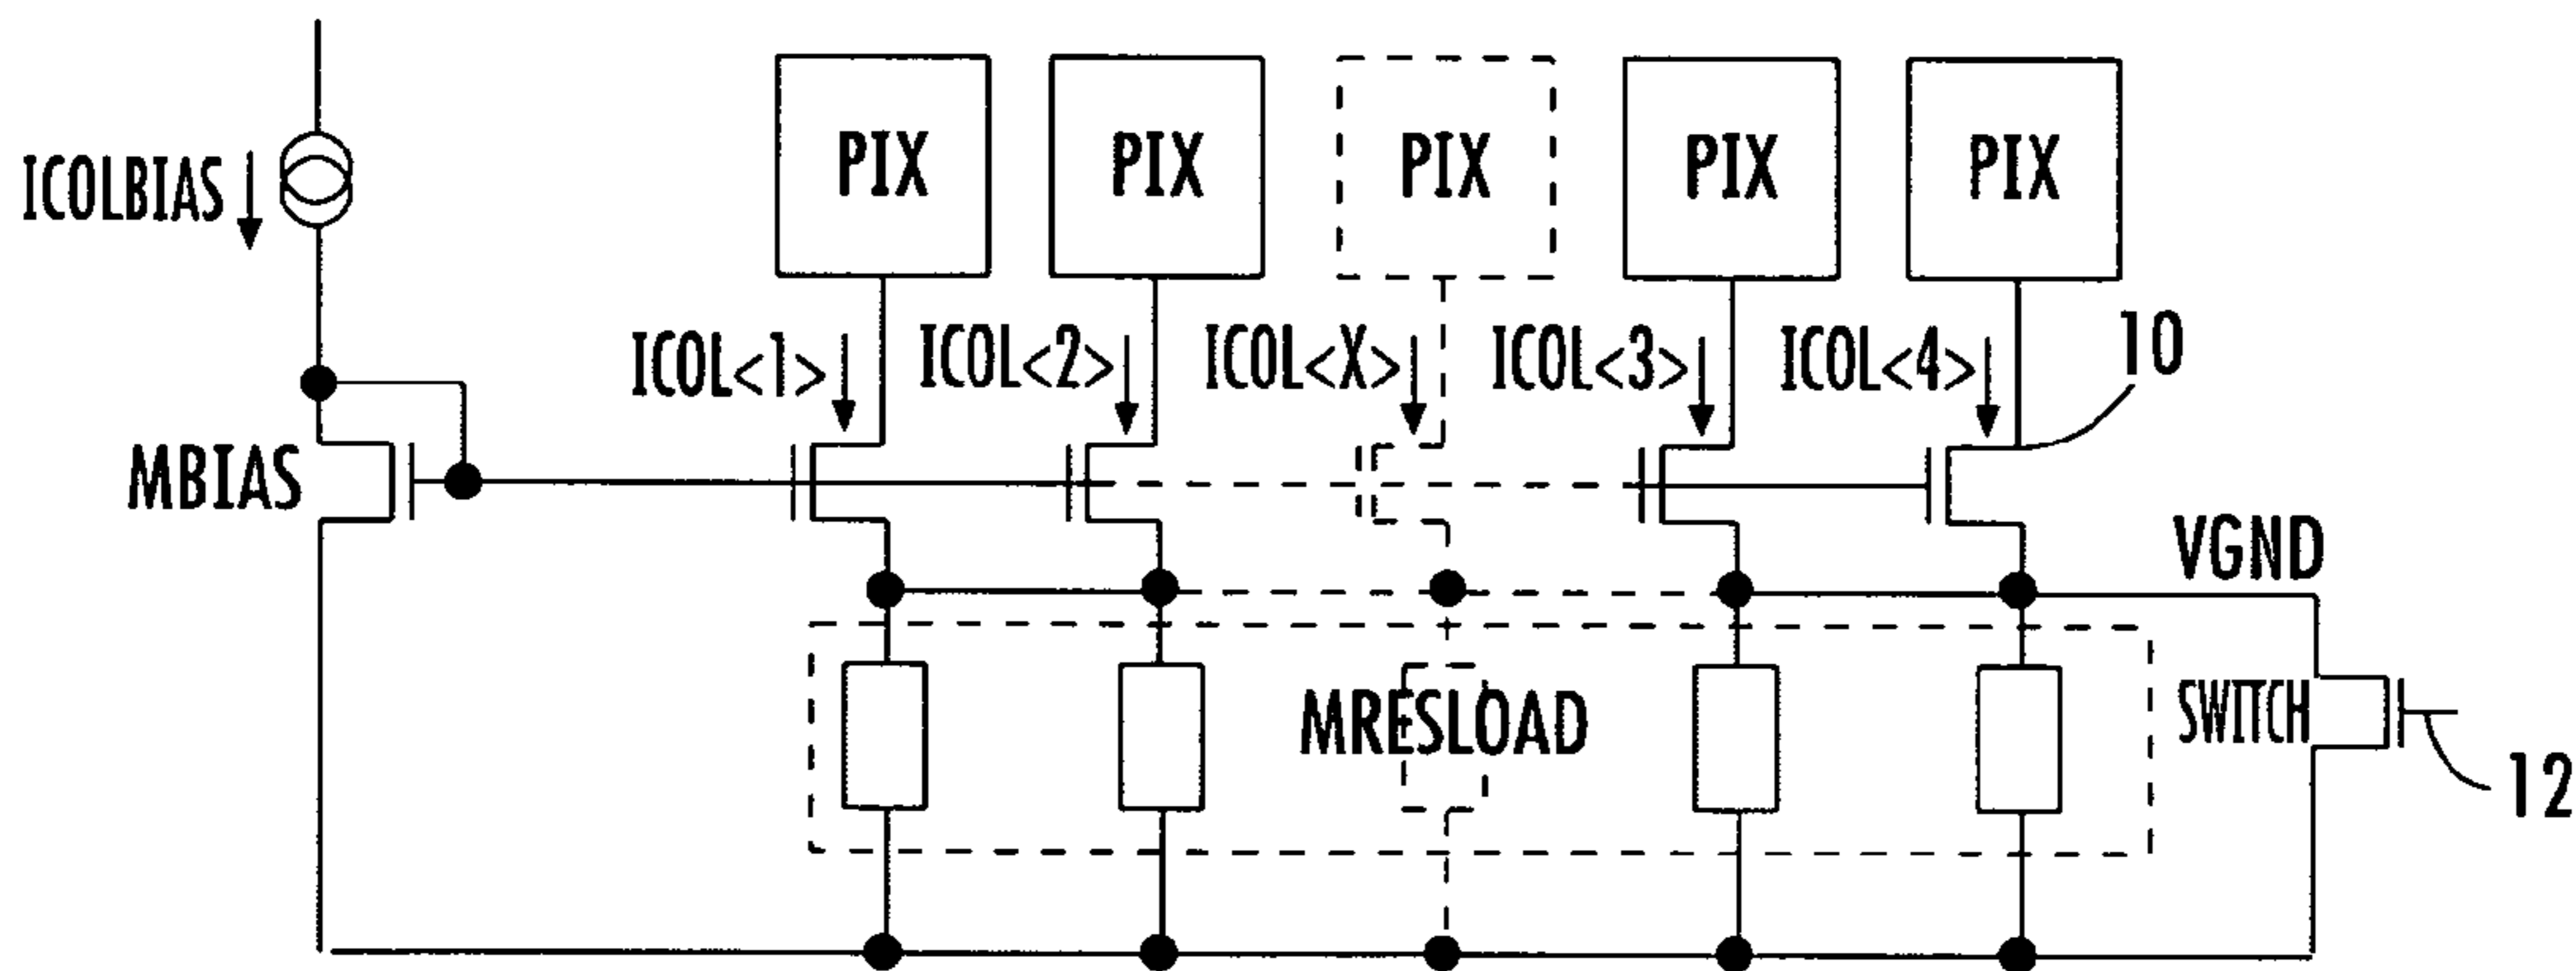 PIX PIX PIX PIX PIX
ICOLBIAS
ICOL<1> ICOL<2> ICOL<X> ICOL<3> ICOL<4> 10
MBIAS
VGND
MRESLOAD SWITCH
12